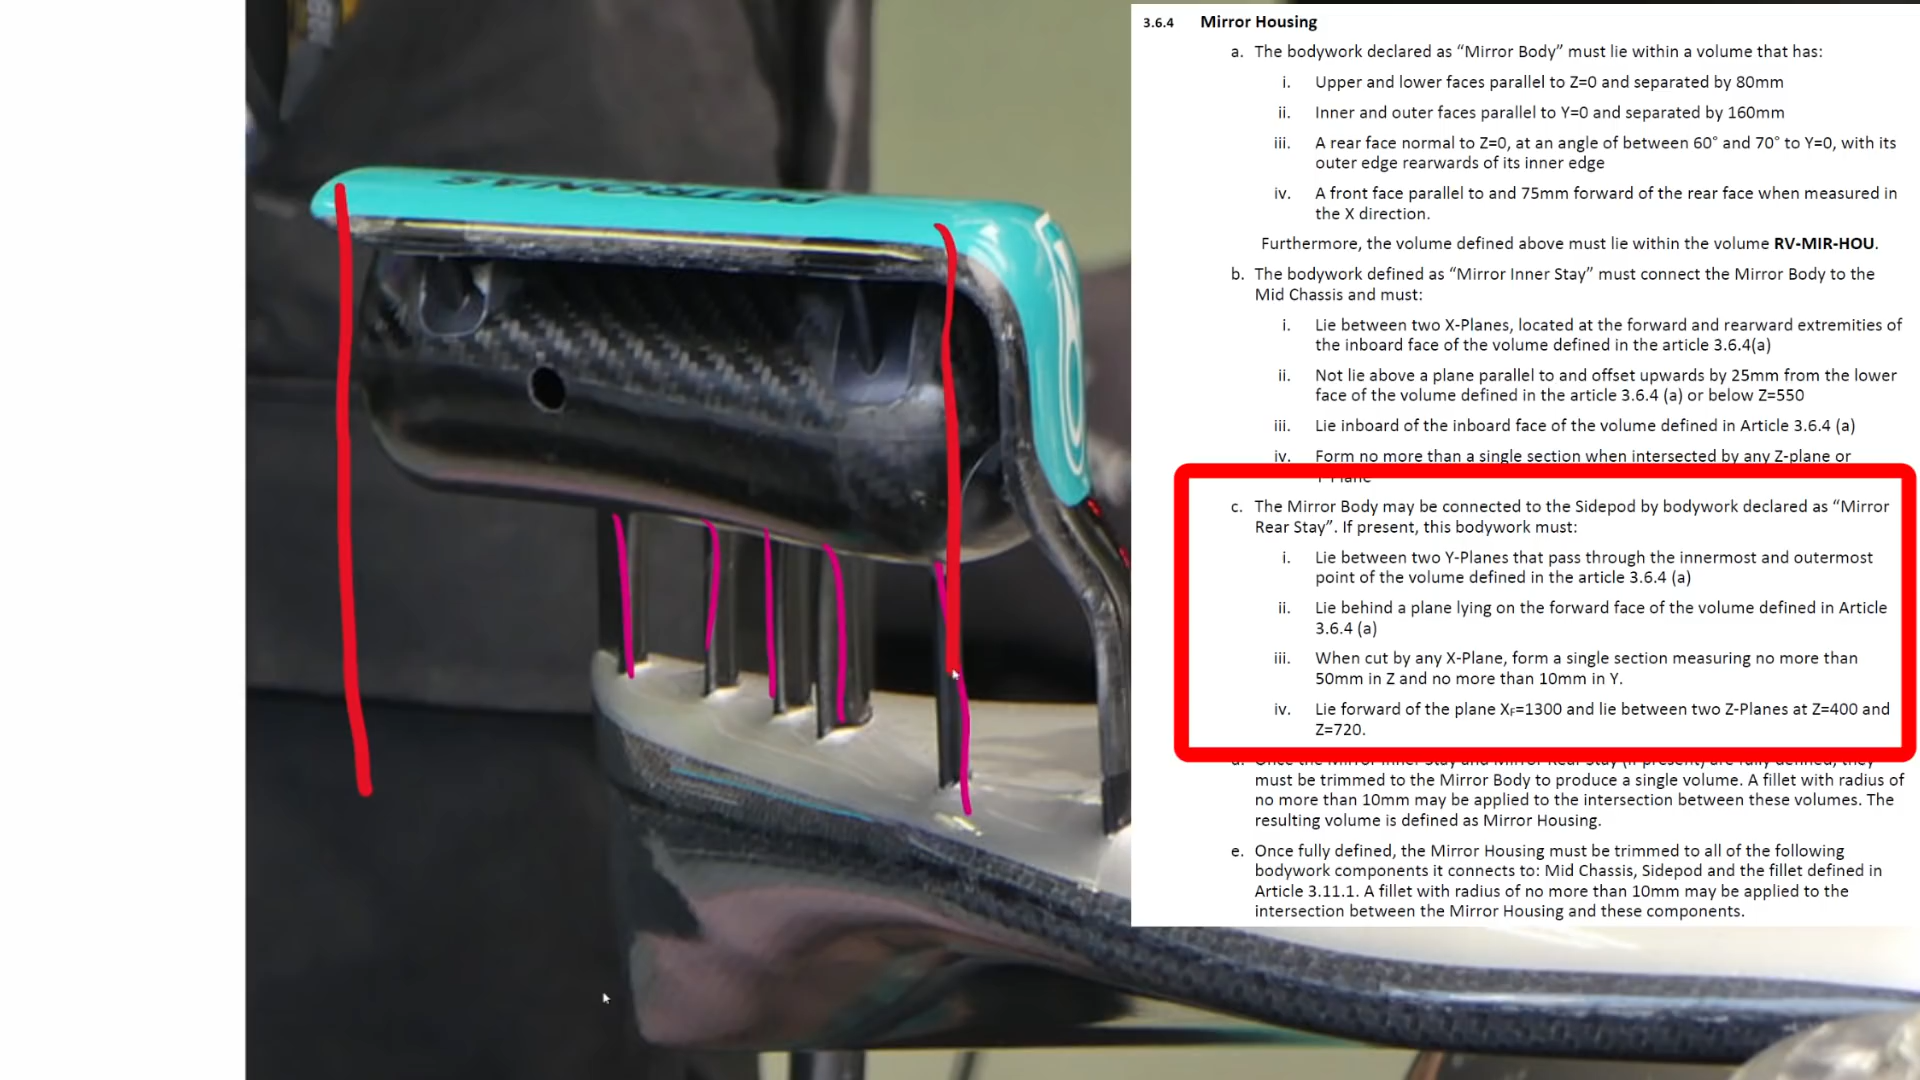 3.6.4 Mirror Housing
a. The bodywork declared as “Mirror Body” must lie within a volume that has:
i. Upper and lower faces parallel to Z=0 and separated by 80mm
ii. Inner and outer faces parallel to Y=0 and separated by 160mm
iii. A rear face normal to Z=0, at an angle of between 60° and 70° to Y=0, with its
outer edge rearwards of its inner edge
iv. A front face parallel to and 75mm forward of the rear face when measured in
the X direction.
Furthermore, the volume defined above must lie within the volume RV-MIR-HOU.
b. The bodywork defined as “Mirror Inner Stay” must connect the Mirror Body to the
Mid Chassis and must:
i. Lie between two X-Planes, located at the forward and rearward extremities of
the inboard face of the volume defined in the article 3.6.4(a)
ii. Not lie above a plane parallel to and offset upwards by 25mm from the lower
face of the volume defined in the article 3.6.4 (a) or below Z=550
iii. Lie inboard of the inboard face of the volume defined in Article 3.6.4 (a)
iv. Form no more than a single section when intersected by any Z-plane or
c. The Mirror Body may be connected to the Sidepod by bodywork declared as “Mirror
Rear Stay”. If present, this bodywork must:
i. Lie between two Y-Planes that pass through the innermost and outermost
point of the volume defined in the article 3.6.4 (a)
ii. Lie behind a plane lying on the forward face of the volume defined in Article
3.6.4 (a)
iii. When cut by any X-Plane, form a single section measuring no more than
50mm in Z and no more than 10mm in Y.
iv. Lie forward of the plane XF=1300 and lie between two Z-Planes at Z=400 and
Z=720.
must be trimmed to the Mirror Body to produce a single volume. A fillet with radius of
no more than 10mm may be applied to the intersection between these volumes. The
resulting volume is defined as Mirror Housing.
e. Once fully defined, the Mirror Housing must be trimmed to all of the following
bodywork components it connects to: Mid Chassis, Sidepod and the fillet defined in
Article 3.11.1. A fillet with radius of no more than 10mm may be applied to the
intersection between the Mirror Housing and these components.
PETRONAS